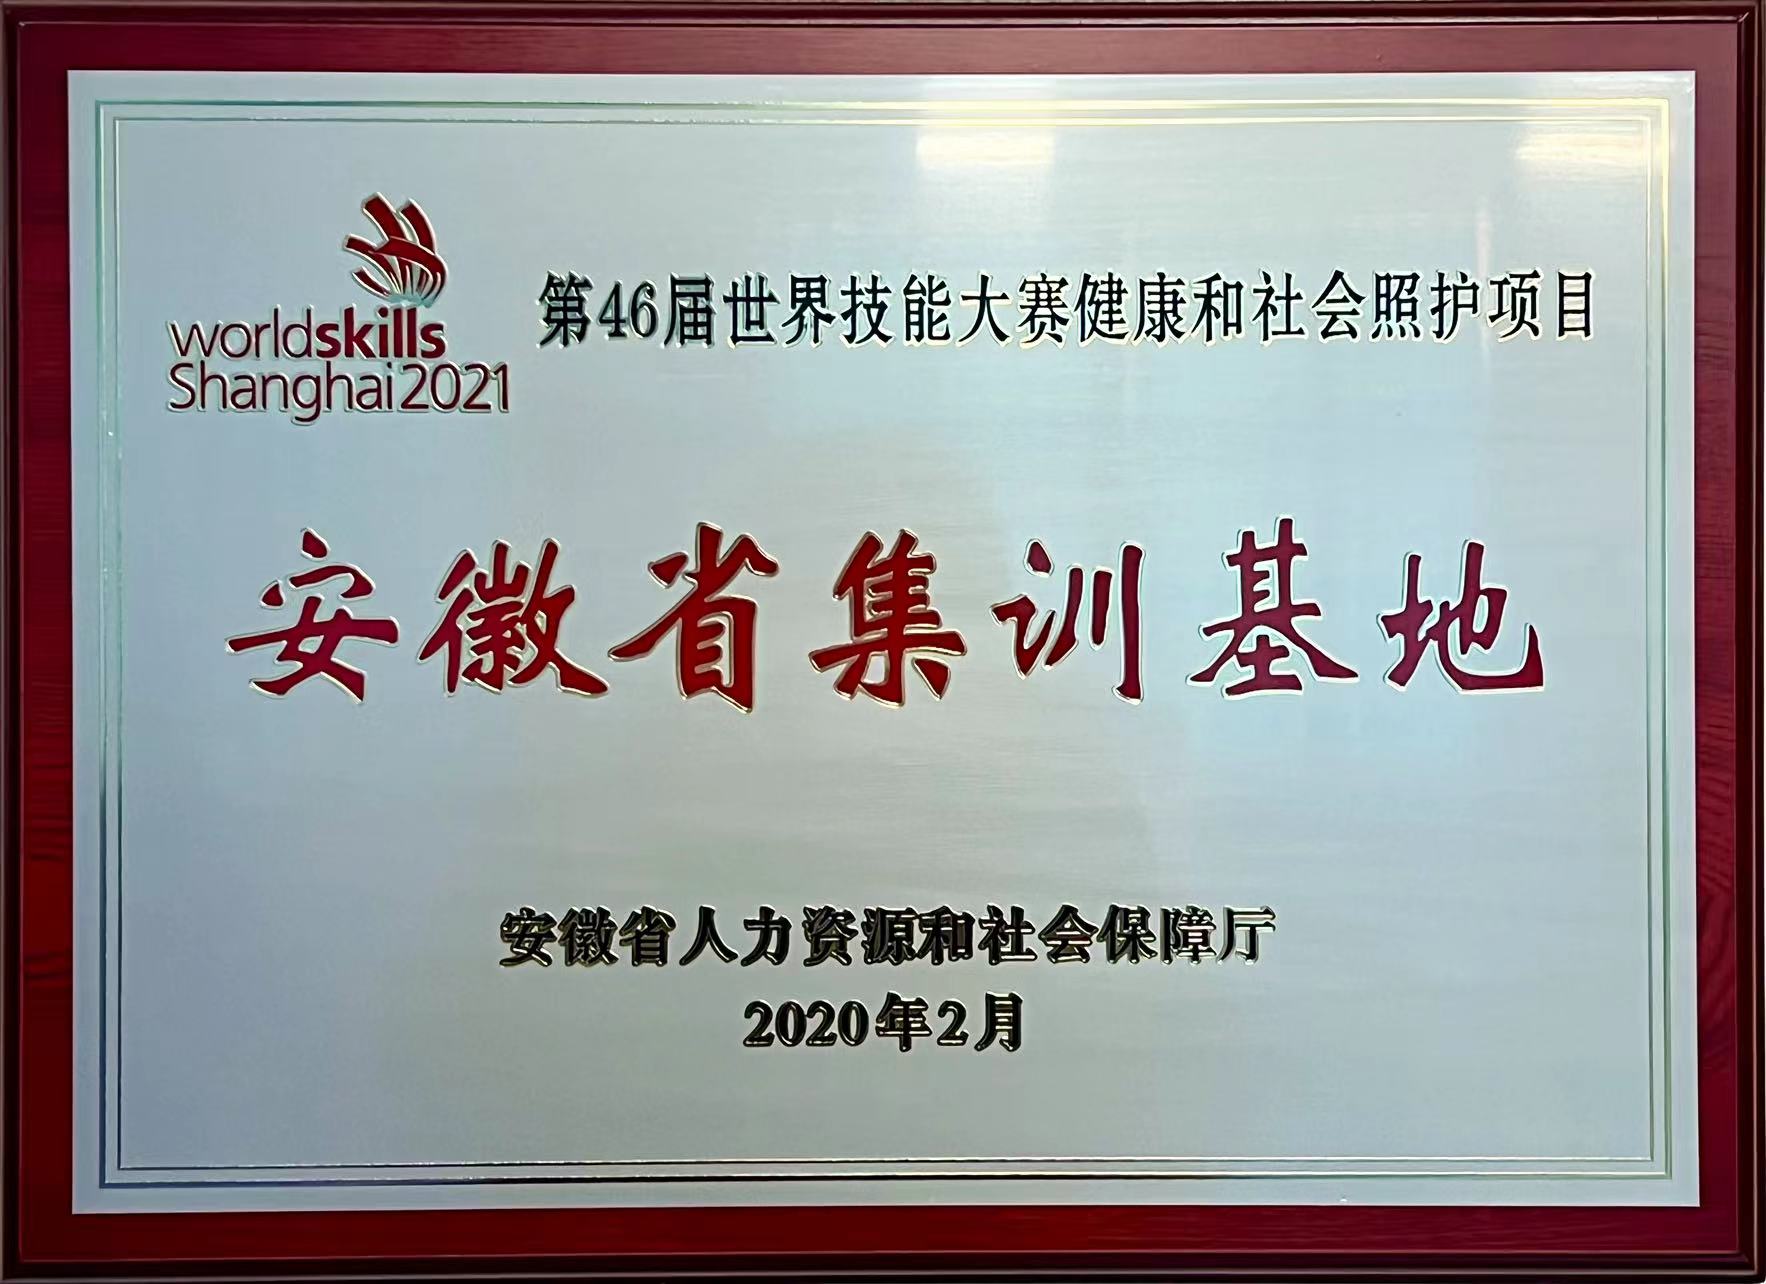 worldskills
Shanghai2021
第46届世界技能大赛健康和社会照护项目
安徽省集训基地
安徽省人力资源和社会保障厅
2020年2月